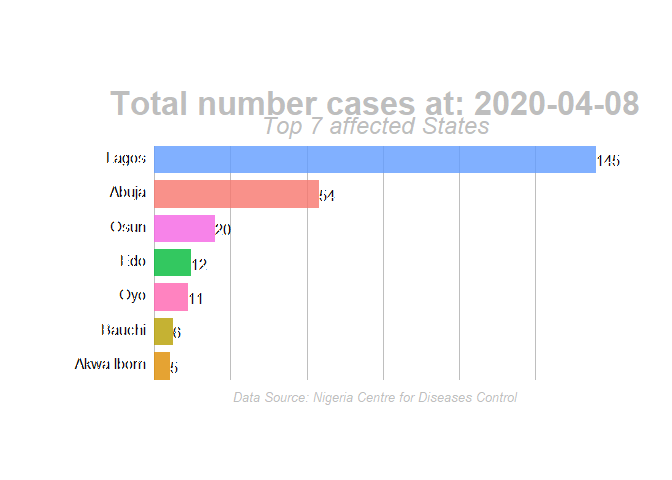 Total number cases at: 2020-04-08
Top 7 affected States
Lagos 145
Abuja 54
Osun 20
Edo 12
Oyo 11
Bauchi 6
Akwa Ibom 5
Data Source: Nigeria Centre for Diseases Control